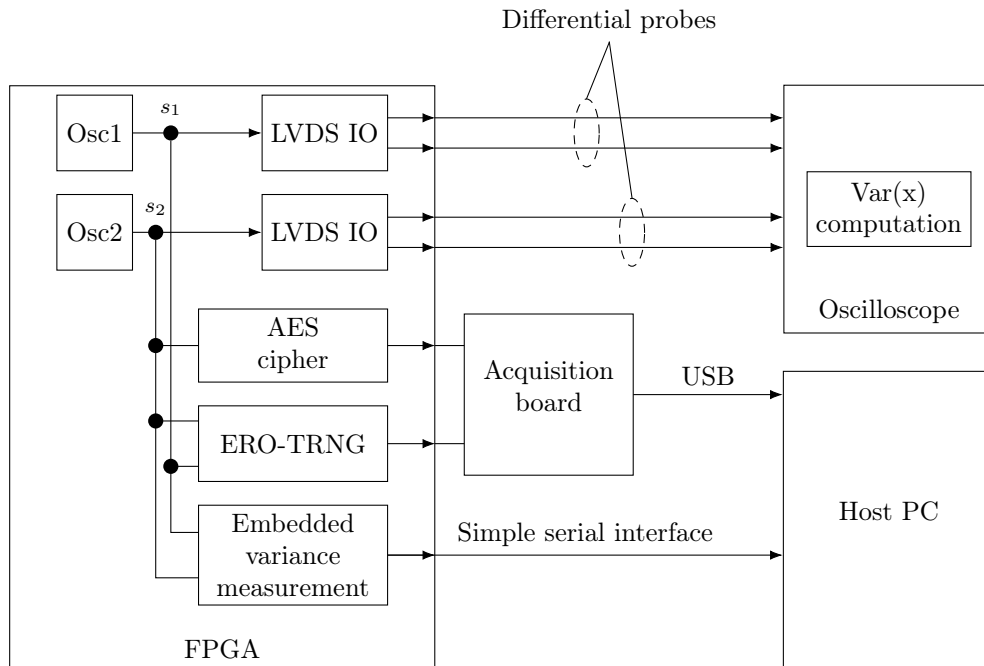 Differential probes
s1
Osc1
LVDS IO
s2
Osc2
LVDS IO
Var(x)
computation
Oscilloscope
AES
cipher
Acquisition
board
USB
ERO-TRNG
Embedded
variance
measurement
Simple serial interface
Host PC
FPGA